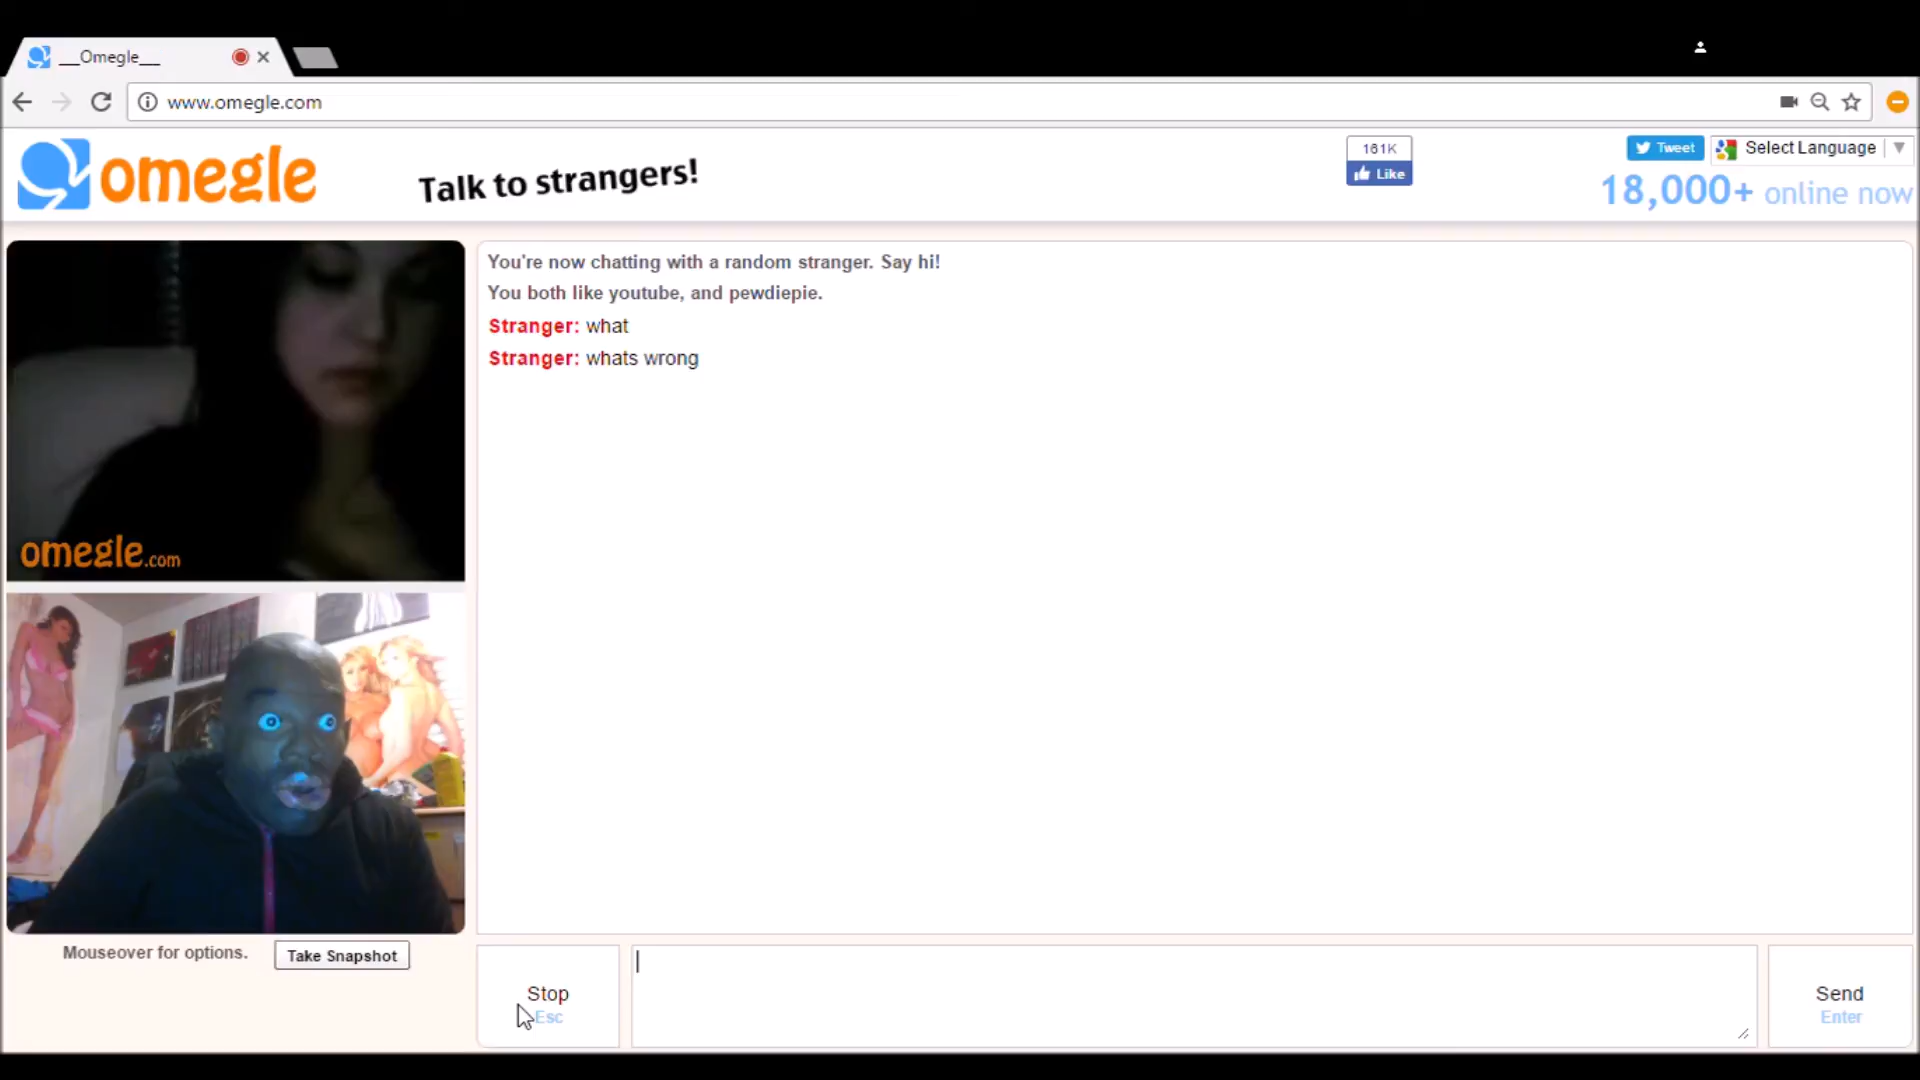 __Omegle__
www.omegle.com
omegle
Talk to strangers!
161K
Like
Tweet
Select Language
18,000+ online now
You're now chatting with a random stranger. Say hi!
You both like youtube, and pewdiepie.
Stranger: what
Stranger: whats wrong
omegle.com
Mouseover for options.
Take Snapshot
Stop
Esc
Send
Enter